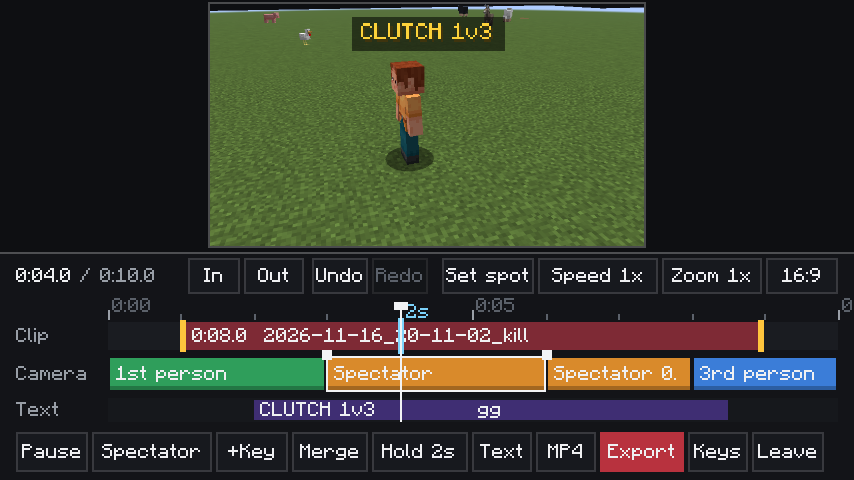 CLUTCH 1v3
0:04.0 / 0:10.0 In Out Undo Redo Set spot Speed 1x Zoom 1x 16:9
0:00 2s 0:05
Clip 0:08.0 2026-11-16_20-11-02_kill
Camera 1st person Spectator Spectator 0. 3rd person
Text CLUTCH 1v3 gg
Pause Spectator +Key Merge Hold 2s Text MP4 Export Keys Leave